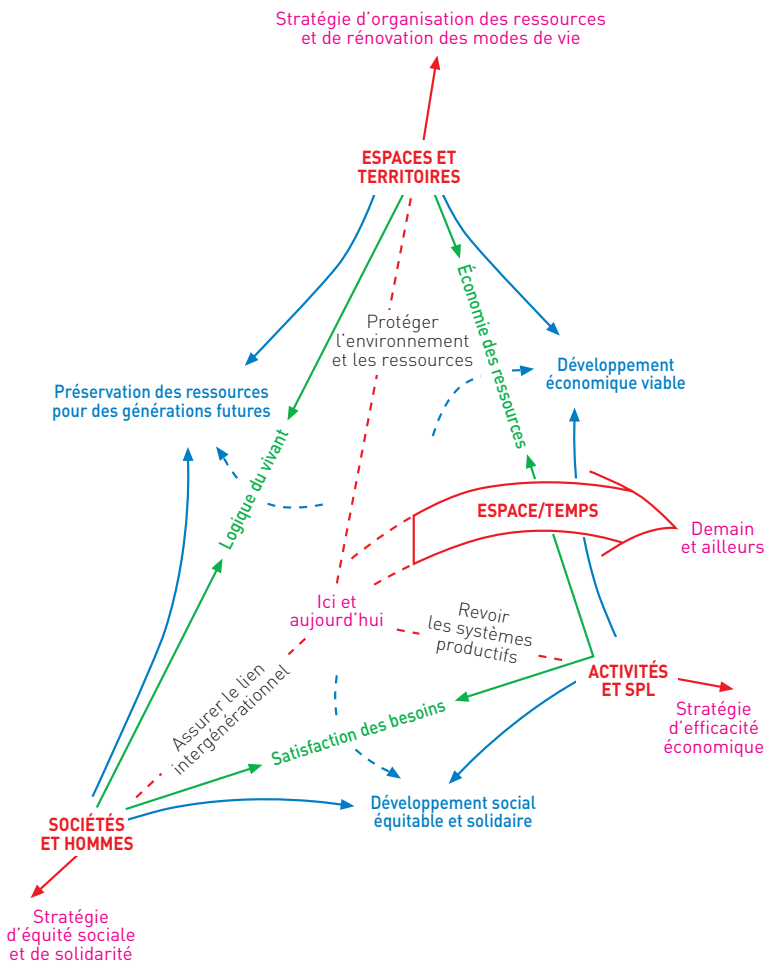 Stratégie d'organisation des ressources
et de rénovation des modes de vie
ESPACES ET
TERRITOIRES
Économie des ressources
Protéger
l'environnement
et les ressources
Développement
économique viable
Préservation des ressources
pour des générations futures
Logique du vivant
ESPACE/TEMPS
Demain
et ailleurs
Ici et
aujourd'hui
Revoir
les systèmes
productifs
ACTIVITÉS
ET SPL
Stratégie
d'efficacité
économique
Assurer le lien
intergénérationnel
Satisfaction des besoins
Développement social
équitable et solidaire
SOCIÉTÉS
ET HOMMES
Stratégie
d'équité sociale
et de solidarité